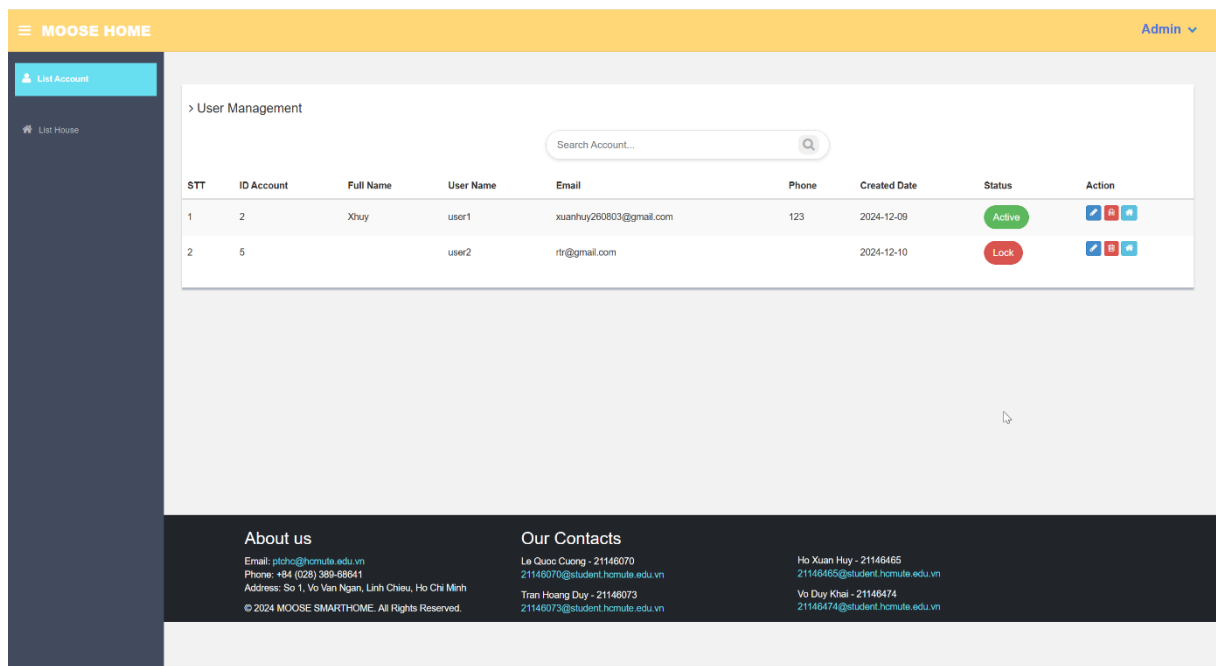 MOOSE HOME
Admin
List Account
List House
> User Management
Search Account...
STT ID Account Full Name User Name Email Phone Created Date Status Action
1 2 Xhuy user1 xuanhuy260803@gmail.com 123 2024-12-09 Active
2 5 user2 rtr@gmail.com 2024-12-10 Lock
About us
Email: ptchc@hcmute.edu.vn
Phone: +84 (028) 389-68641
Address: So 1, Vo Van Ngan, Linh Chieu, Ho Chi Minh
© 2024 MOOSE SMARTHOME. All Rights Reserved.
Our Contacts
Le Quoc Cuong - 21146070
21146070@student.hcmute.edu.vn
Tran Hoang Duy - 21146073
21146073@student.hcmute.edu.vn
Ho Xuan Huy - 21146465
21146465@student.hcmute.edu.vn
Vo Duy Khai - 21146474
21146474@student.hcmute.edu.vn